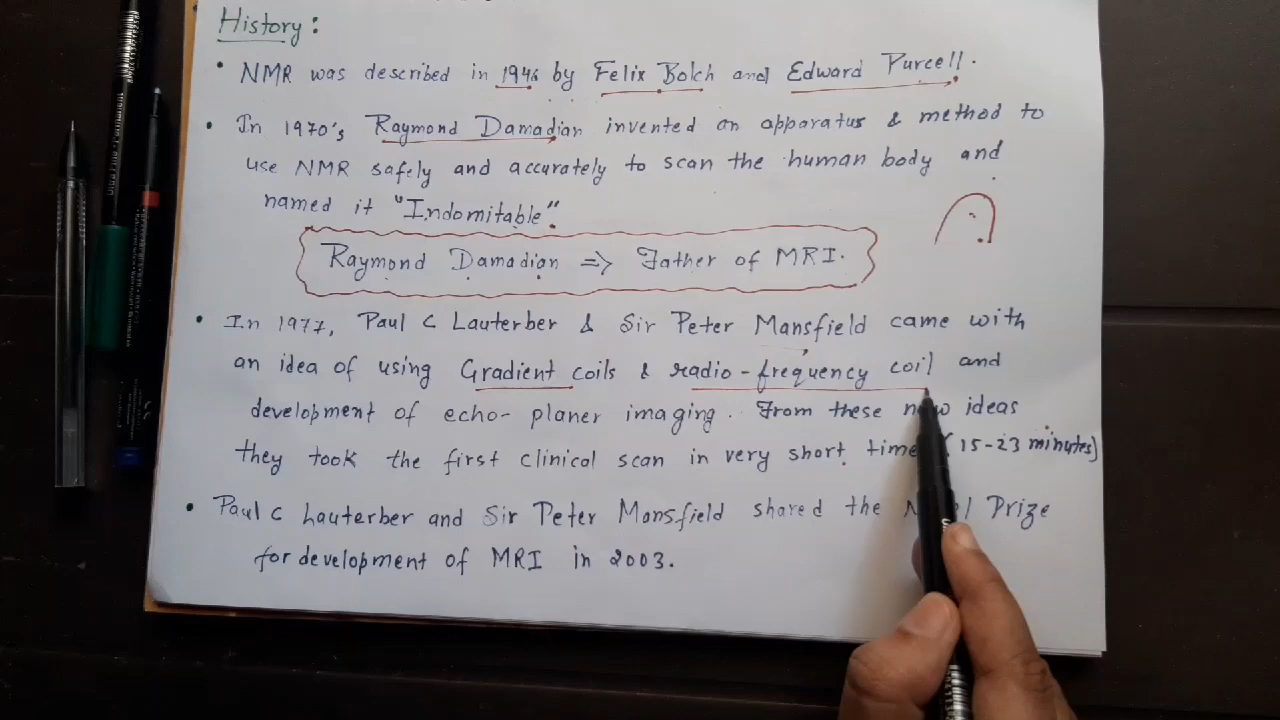 History:
• NMR was described in 1946 by Felix Bolch and Edward Purcell.
• In 1970's Raymond Damadian invented an apparatus & method to
use NMR safely and accurately to scan the human body and
named it "Indomitable".
Raymond Damadian => Father of MRI.
• In 1977, Paul C Lauterber & Sir Peter Mansfield came with
an idea of using Gradient coils & radio-frequency coil and
development of echo-planer imaging. From these new ideas
they took the first clinical scan in very short time (15-23 minutes)
• Paul C Lauterber and Sir Peter Mansfield shared the Nobel Prize
for development of MRI in 2003.